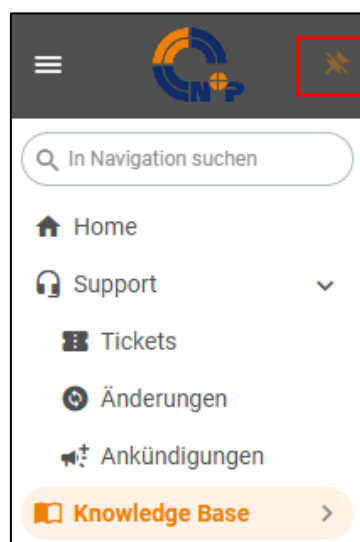 N+P
In Navigation suchen
Home
Support
Tickets
Änderungen
Ankündigungen
Knowledge Base